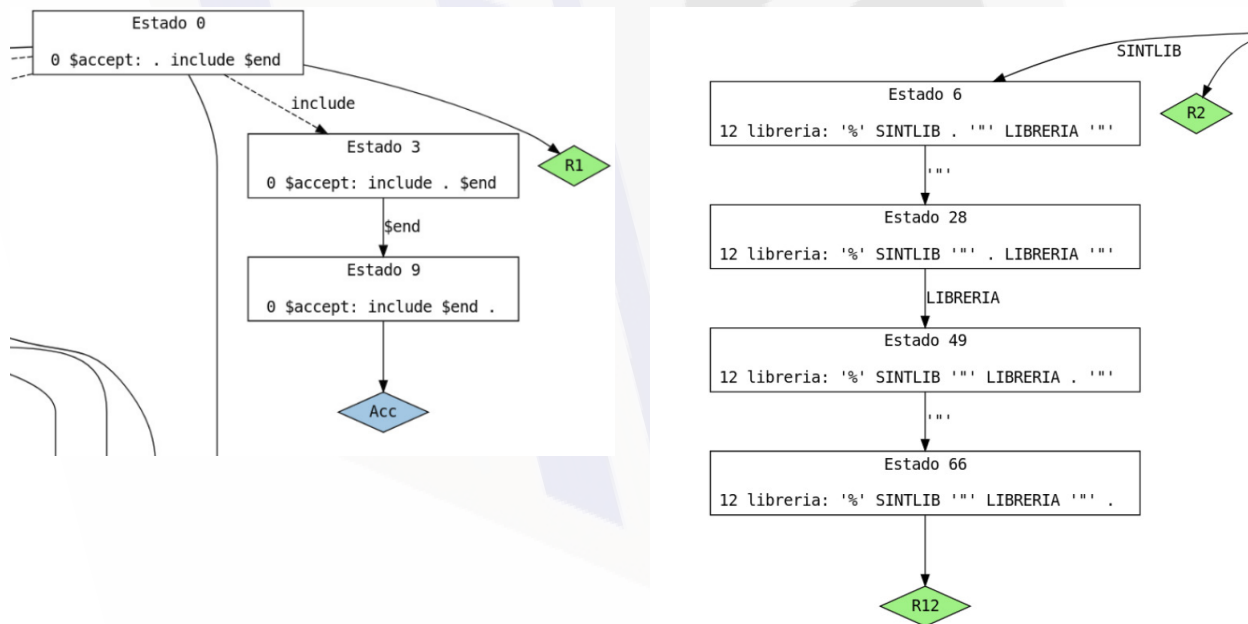 Estado 0
0 $accept: . include $end
include
Estado 3
0 $accept: include . $end
R1
$end
Estado 9
0 $accept: include $end .
Acc
SINTLIB
Estado 6
12 libreria: '%' SINTLIB . '"' LIBRERIA '"'
R2
'"'
Estado 28
12 libreria: '%' SINTLIB '"' . LIBRERIA '"'
LIBRERIA
Estado 49
12 libreria: '%' SINTLIB '"' LIBRERIA . '"'
'"'
Estado 66
12 libreria: '%' SINTLIB '"' LIBRERIA '"' .
R12